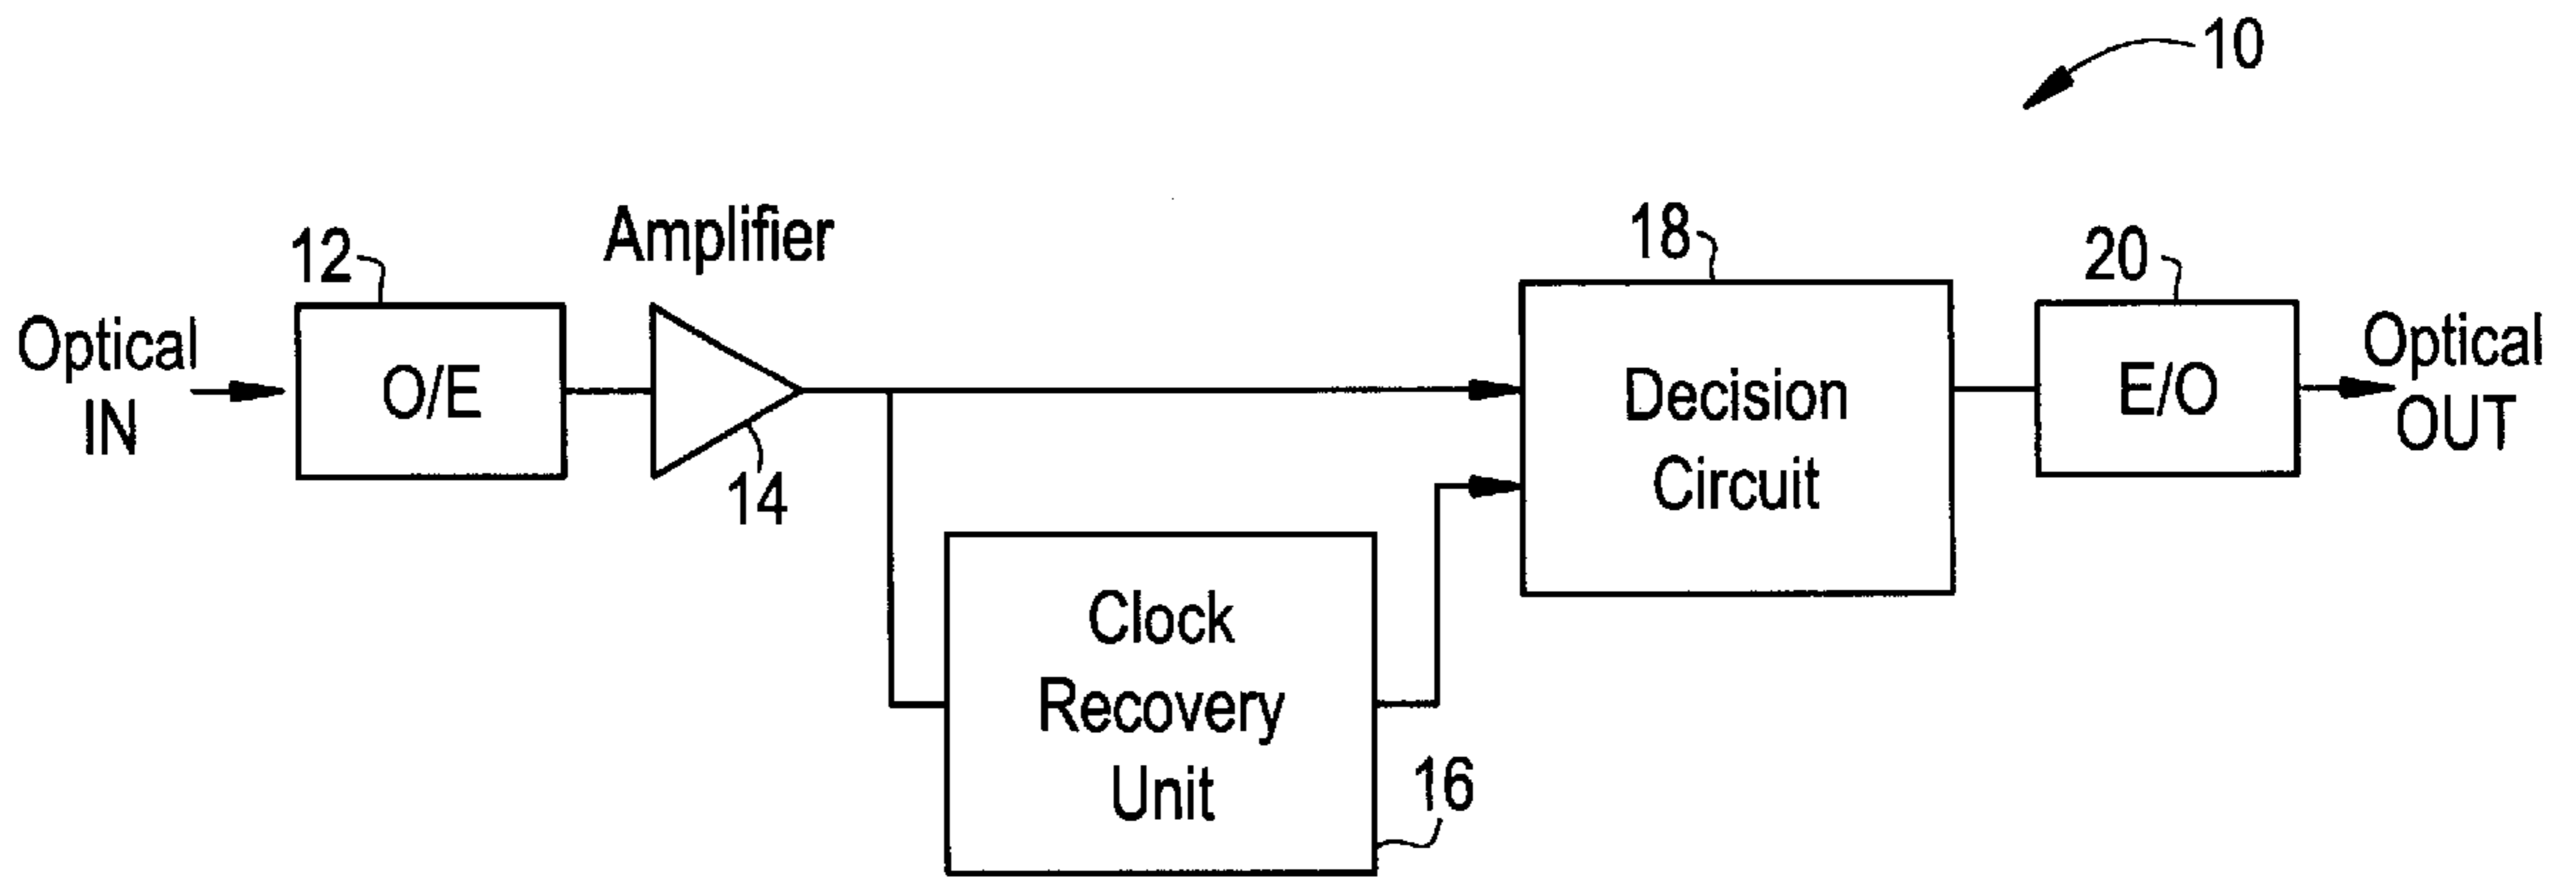 10
Amplifier
18
12
20
Optical
IN
O/E
14
Decision
Circuit
E/O
Optical
OUT
Clock
Recovery
Unit
16